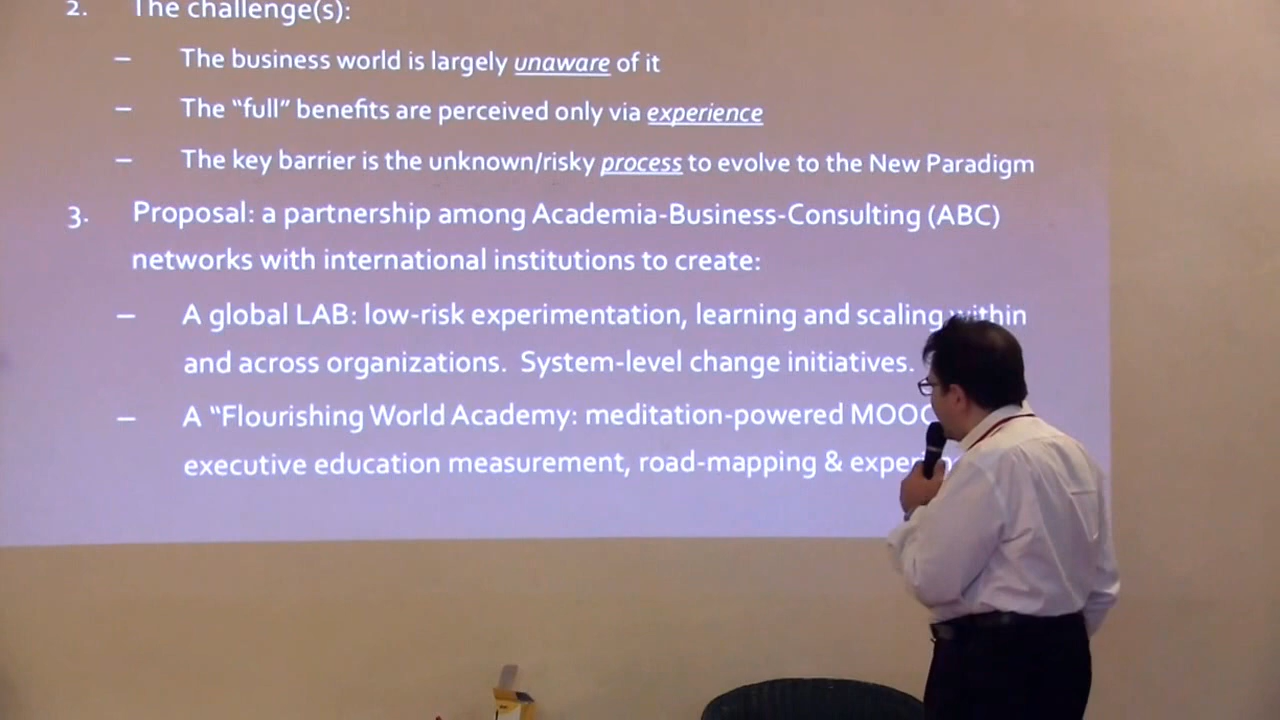 2. The challenge(s):
– The business world is largely unaware of it
– The “full” benefits are perceived only via experience
– The key barrier is the unknown/risky process to evolve to the New Paradigm
3. Proposal: a partnership among Academia-Business-Consulting (ABC)
networks with international institutions to create:
– A global LAB: low-risk experimentation, learning and scaling within
and across organizations. System-level change initiatives.
– A “Flourishing World Academy: meditation-powered MOOC
executive education measurement, road-mapping &